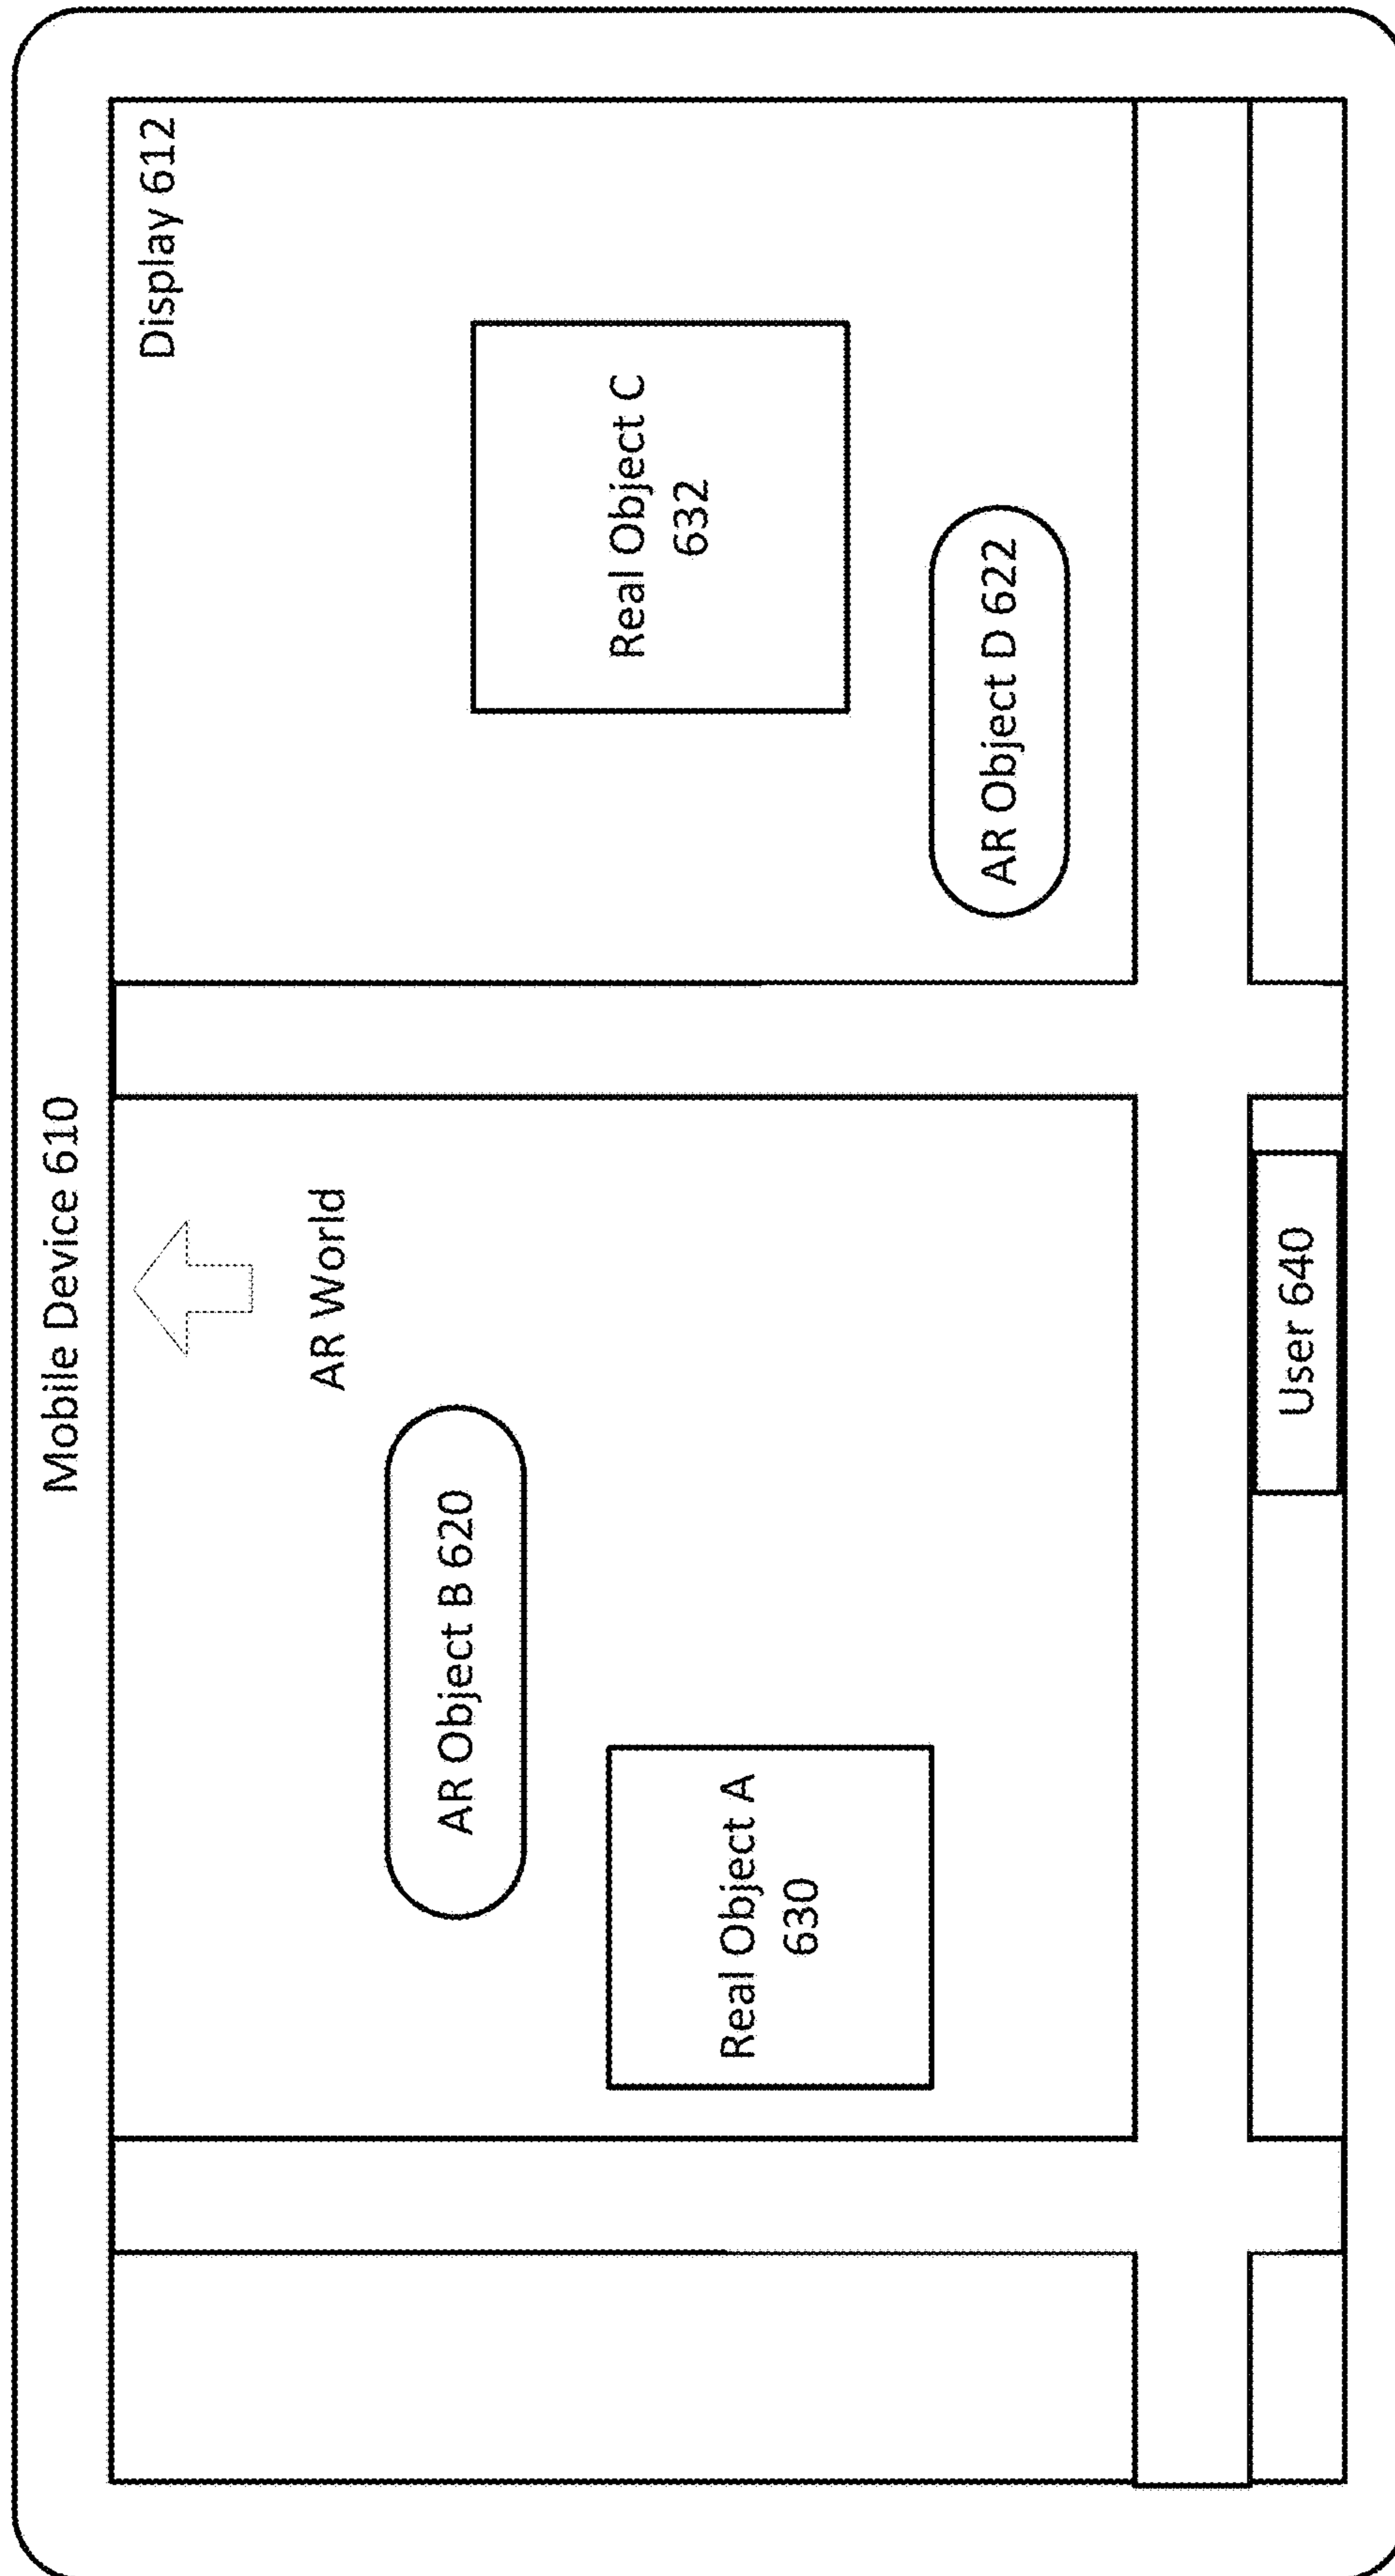 Mobile Device 610
Display 612
AR World
AR Object B 620
Real Object C
632
Real Object A
630
AR Object D 622
User 640